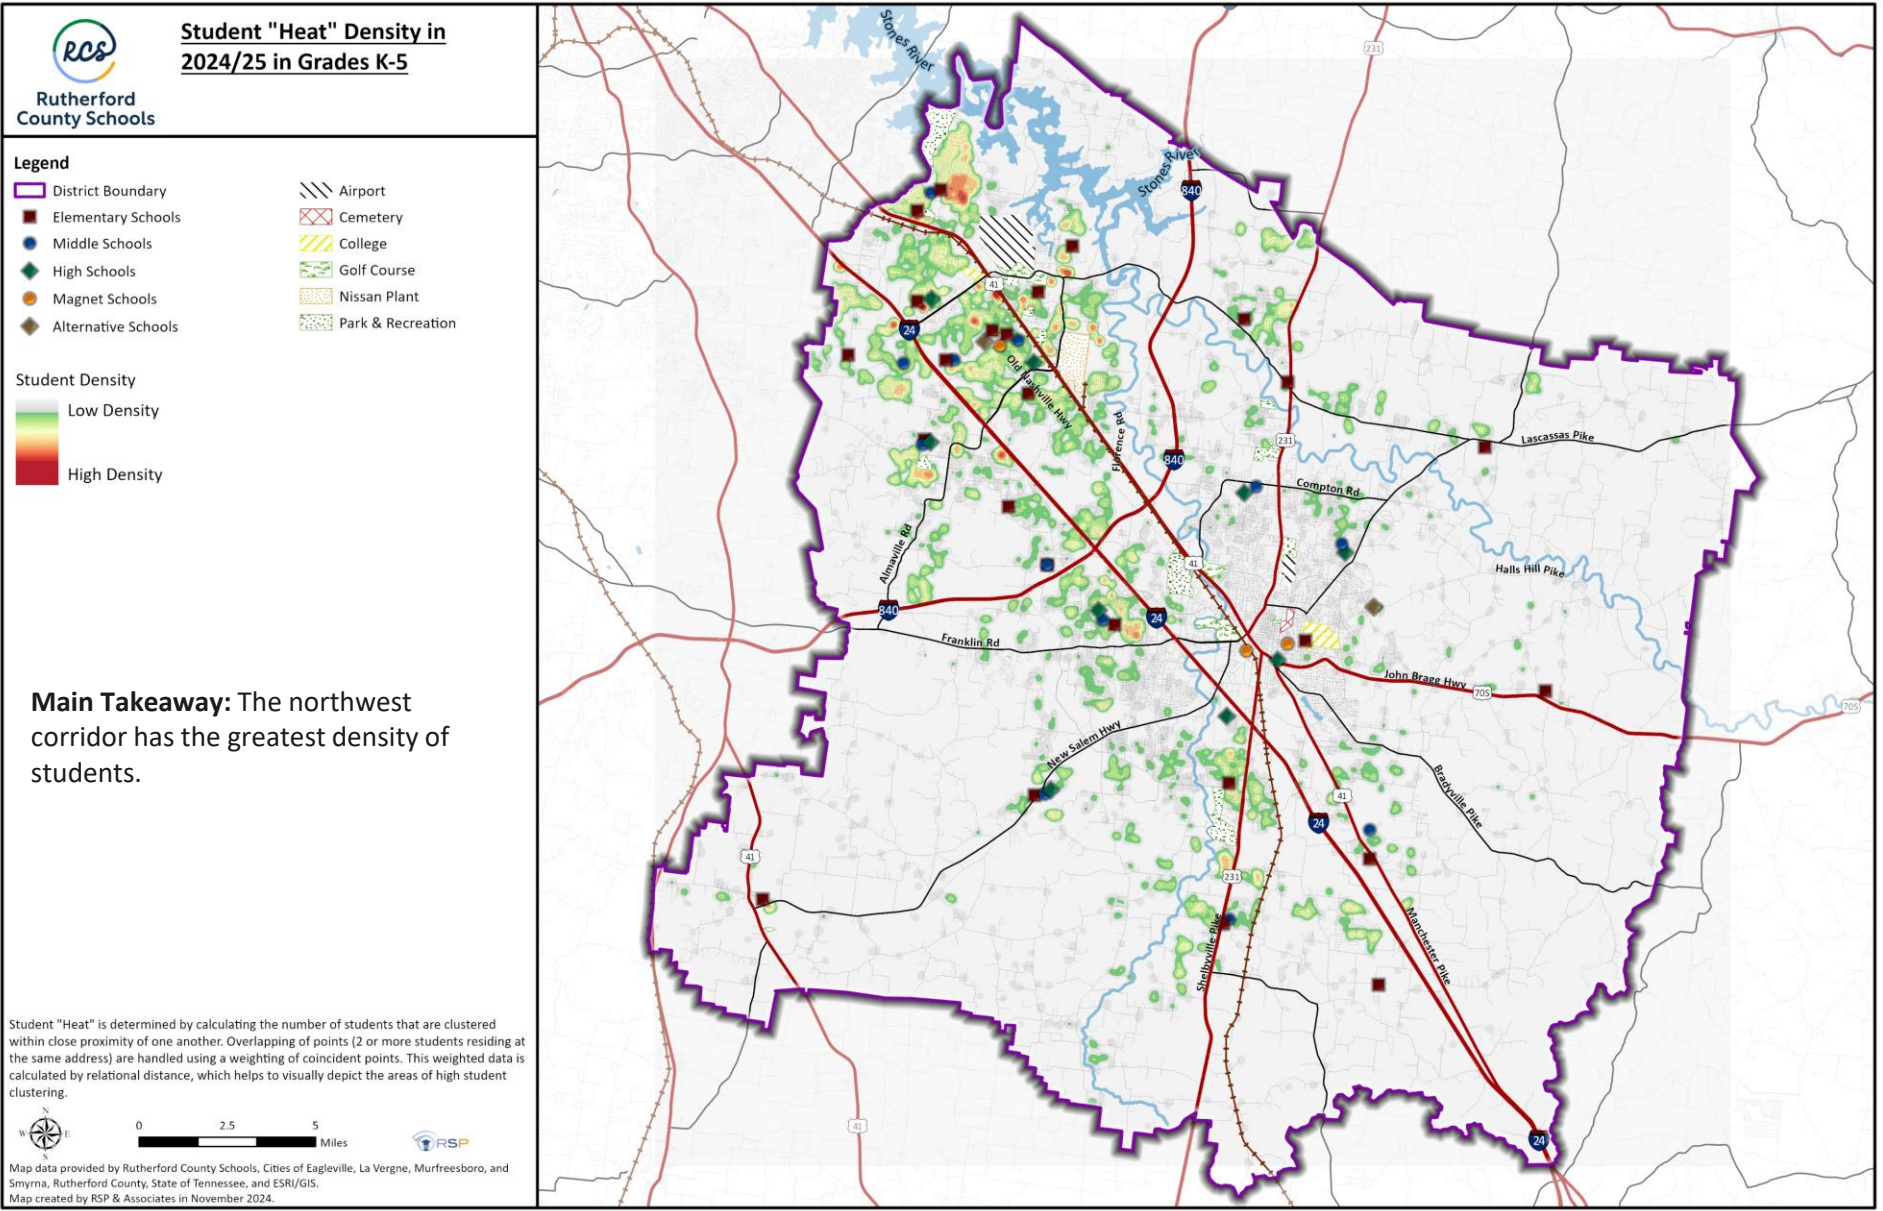 RCS
Rutherford
County Schools
Student "Heat" Density in
2024/25 in Grades K-5
Legend
District Boundary
Elementary Schools
Middle Schools
High Schools
Magnet Schools
Alternative Schools
Airport
Cemetery
College
Golf Course
Nissan Plant
Park & Recreation
Student Density
Low Density
High Density
Main Takeaway: The northwest
corridor has the greatest density of
students.
Student "Heat" is determined by calculating the number of students that are clustered
within close proximity of one another. Overlapping of points (2 or more students residing at
the same address) are handled using a weighting of coincident points. This weighted data is
calculated by relational distance, which helps to visually depict the areas of high student
clustering.
N
W E
S
0 2.5 5
Miles
RSP
Map data provided by Rutherford County Schools, Cities of Eagleville, La Vergne, Murfreesboro, and
Smyrna, Rutherford County, State of Tennessee, and ESRI/GIS.
Map created by RSP & Associates in November 2024.
Stones River
231
Stones River
840
41
24
Old Nashville Hwy
Florence Rd
Lascassas Pike
231
840
Compton Rd
Almaville Rd
41
Halls Hill Pike
840
24
Franklin Rd
John Bragg Hwy
70S
70S
New Salem Hwy
Bradyville Pike
41
24
41
231
Shelbyville Pike
Manchester Pike
41
24